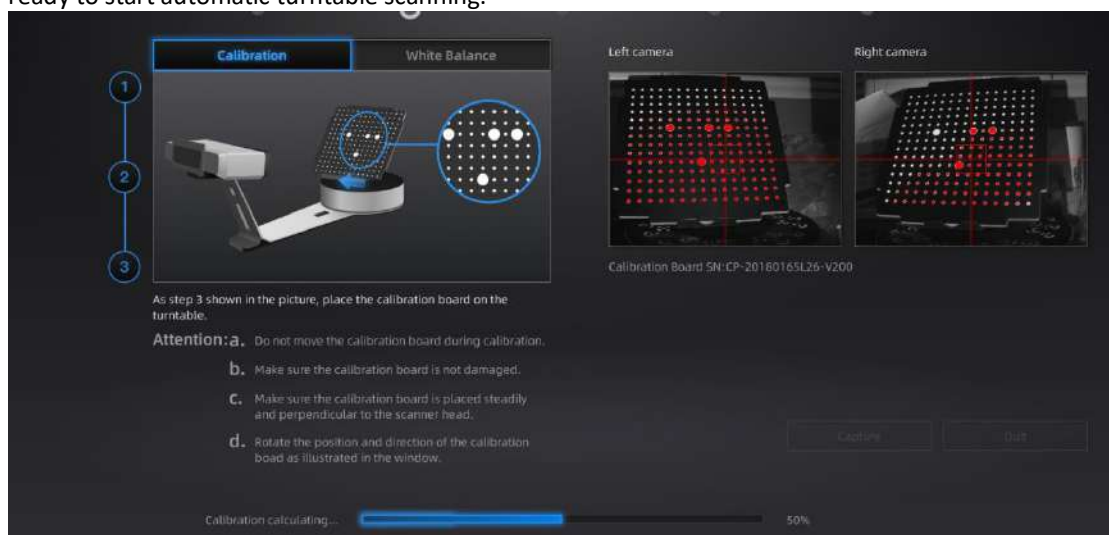 ready to start automatic turntable scanning.
Calibration
White Balance
Left camera
Right camera
1
2
3
Calibration Board SN:CP-20180165L26-V200
As step 3 shown in the picture, place the calibration board on the
turntable.
Attention:a. Do not move the calibration board during calibration.
b. Make sure the calibration board is not damaged.
c. Make sure the calibration board is placed steadily
and perpendicular to the scanner head.
d. Rotate the position and direction of the calibration
boad as illustrated in the window.
Capture
Quit
Calibration calculating...
50%